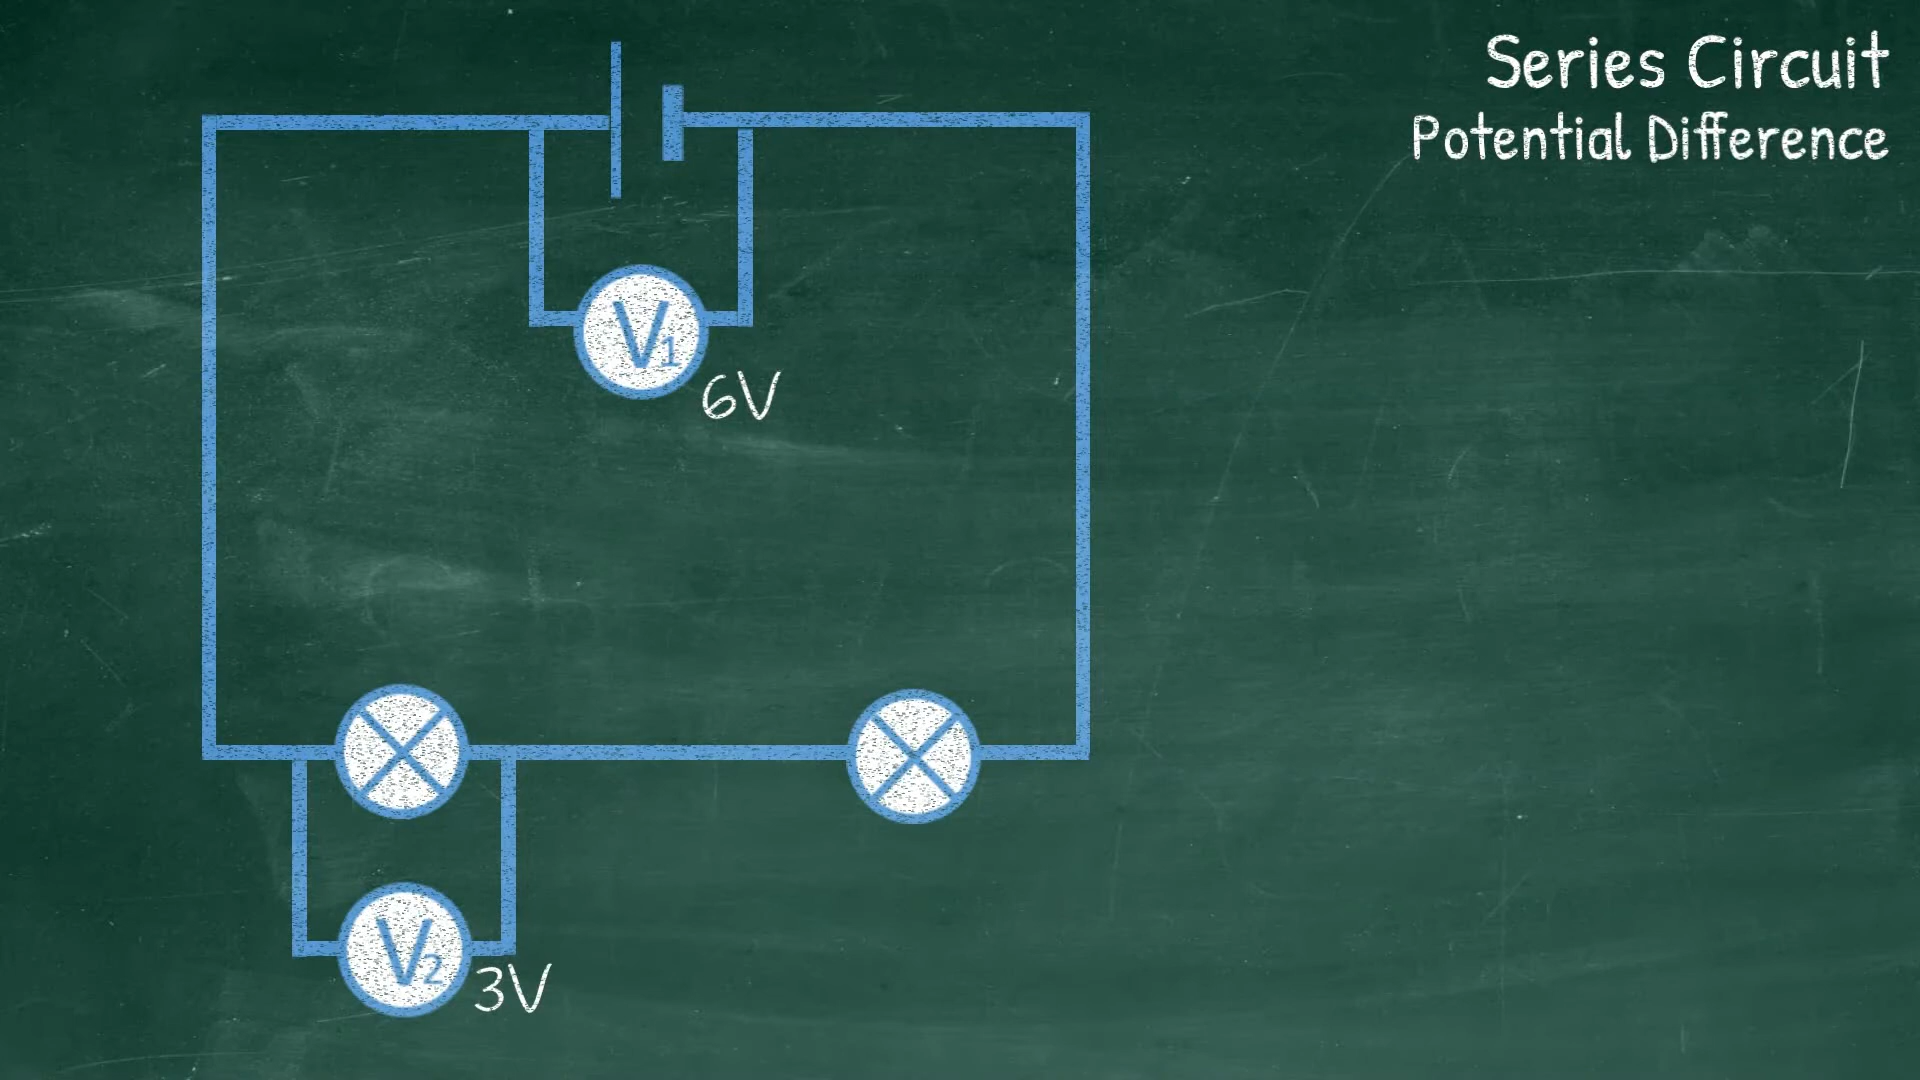 Series Circuit
Potential Difference
V1
6V
V2
3V